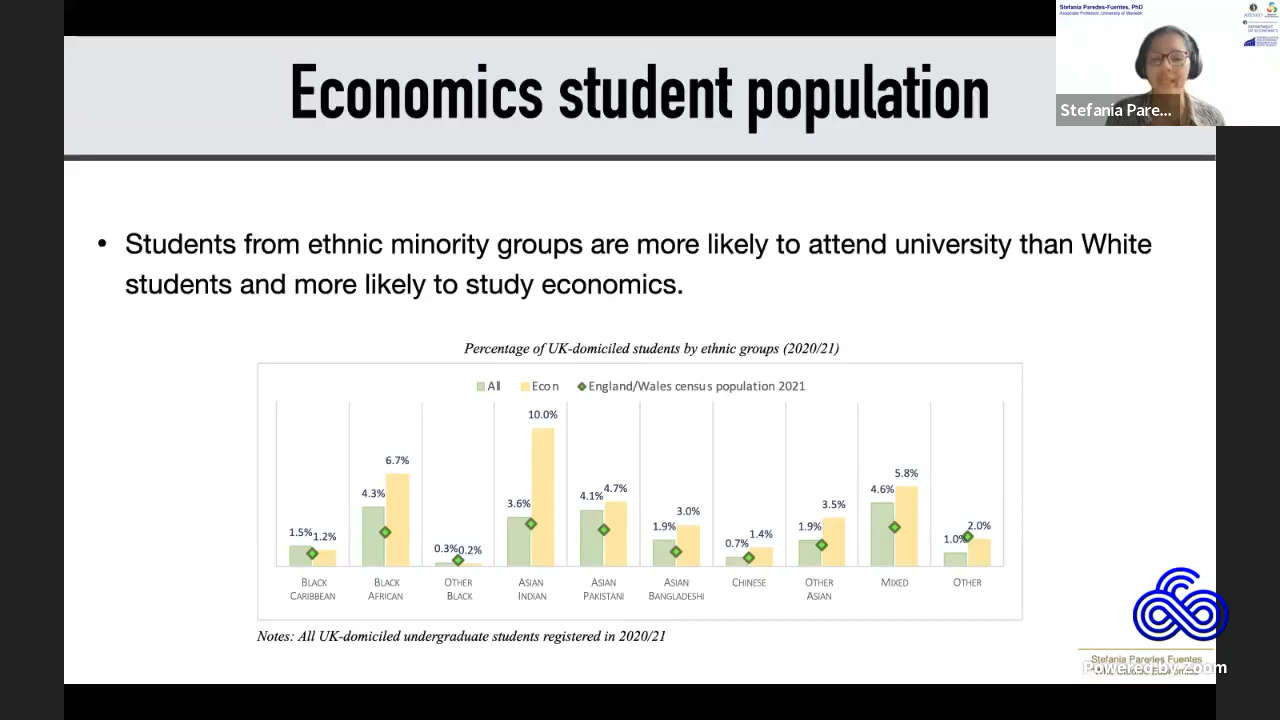 Stefania Paredes-Fuentes, PhD
Associate Professor, University of Warwick
DEPARTMENT
OF ECONOMICS
Stefania Pare...
Economics student population
• Students from ethnic minority groups are more likely to attend university than White
students and more likely to study economics.
Percentage of UK-domiciled students by ethnic groups (2020/21)
All Econ England/Wales census population 2021
10.0%
6.7%
5.8%
4.3% 3.6% 4.1% 4.7% 4.6%
3.0% 3.5%
1.5% 1.2% 0.3% 0.2% 1.9% 0.7% 1.4% 1.9% 1.0% 2.0%
BLACK CARIBBEAN
BLACK AFRICAN
OTHER BLACK
ASIAN INDIAN
ASIAN PAKISTANI
ASIAN BANGLADESHI
CHINESE
OTHER ASIAN
MIXED
OTHER
Notes: All UK-domiciled undergraduate students registered in 2020/21
Stefania Paredes Fuentes
Powered by Zoom